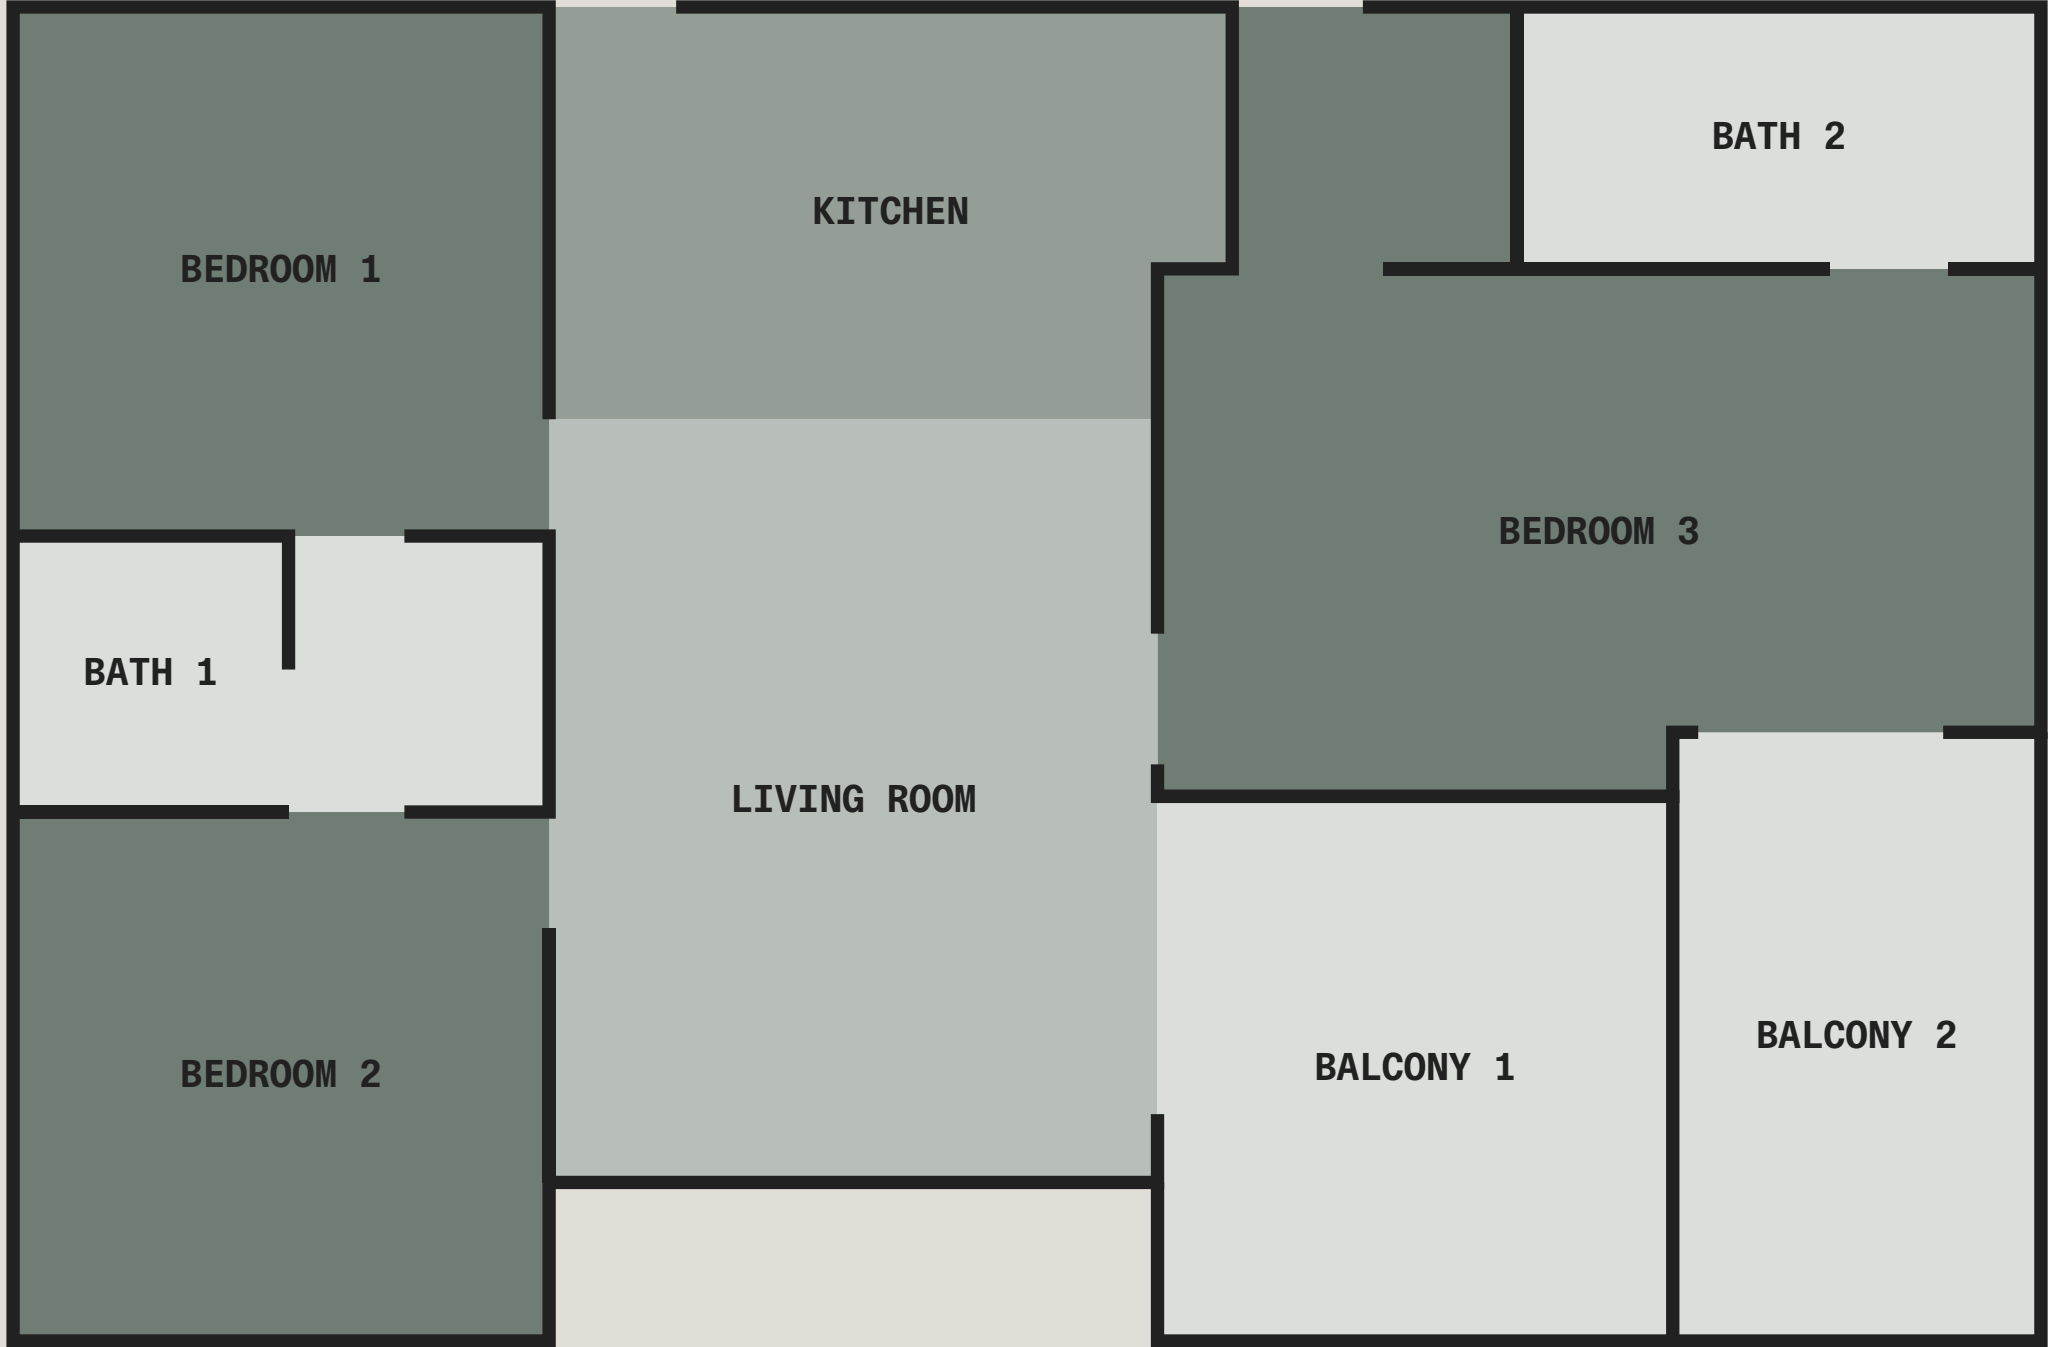 BATH 2
KITCHEN
BEDROOM 1
BEDROOM 3
BATH 1
LIVING ROOM
BALCONY 2
BALCONY 1
BEDROOM 2